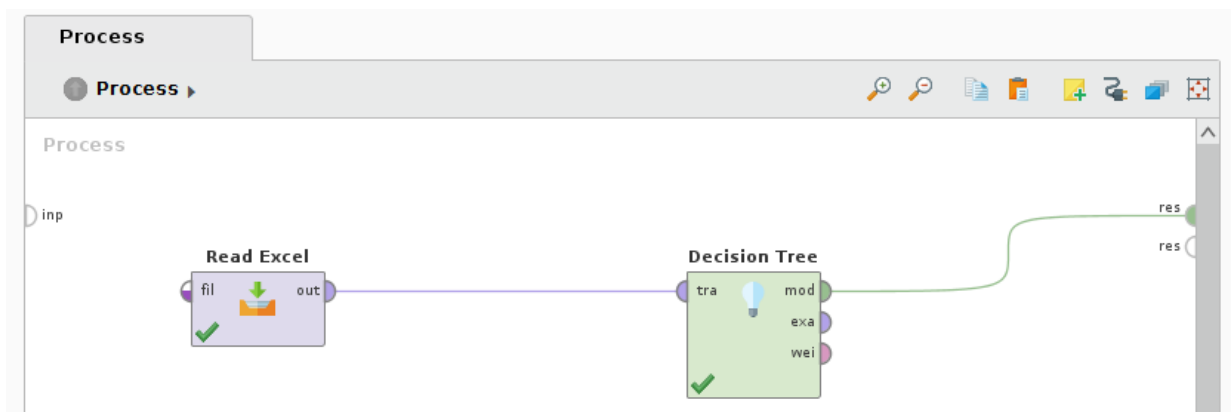 Process
Process
Process
inp
res
res
Read Excel
Decision Tree
fil
out
tra
mod
exa
wei